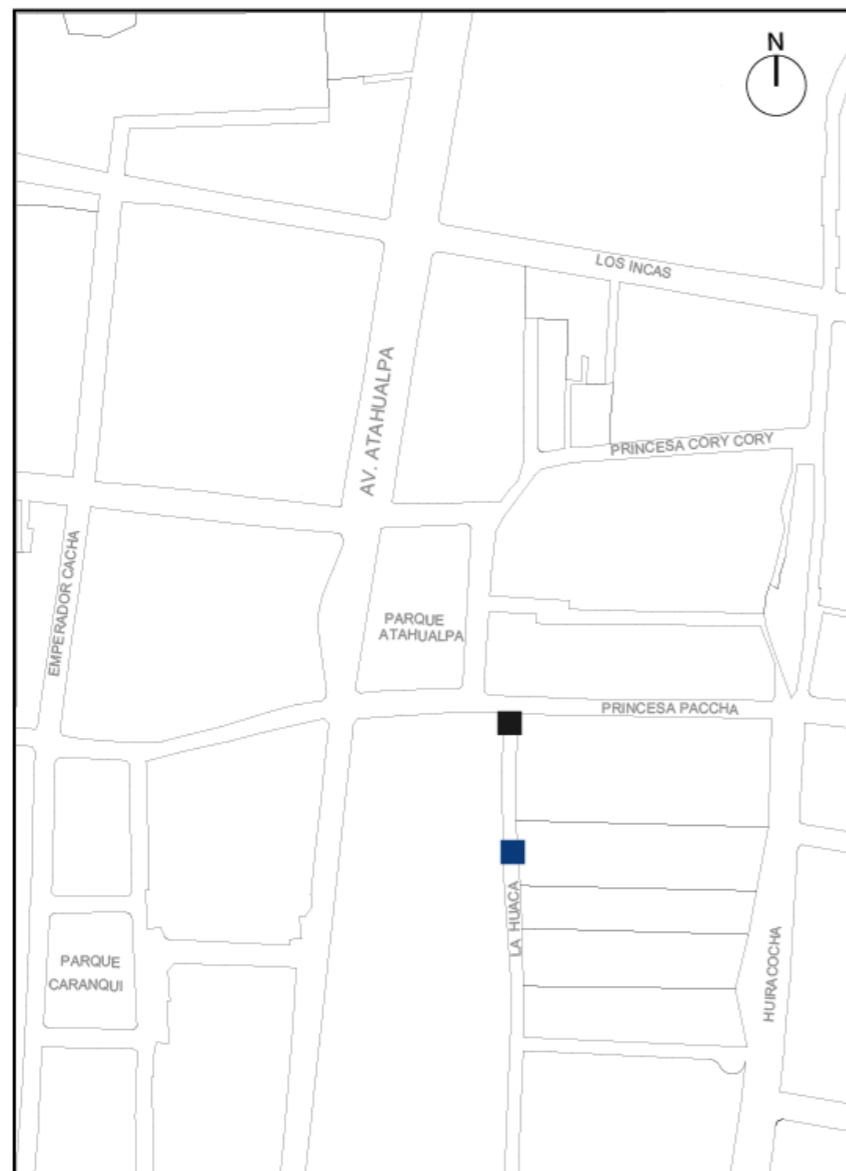 N
LOS INCAS
AV. ATAHUALPA
PRINCESA CORY CORY
EMPERADOR CACHA
PARQUE
ATAHUALPA
PRINCESA PACCHA
LA HUACA
PARQUE
CARANQUI
HUIRACOCHA